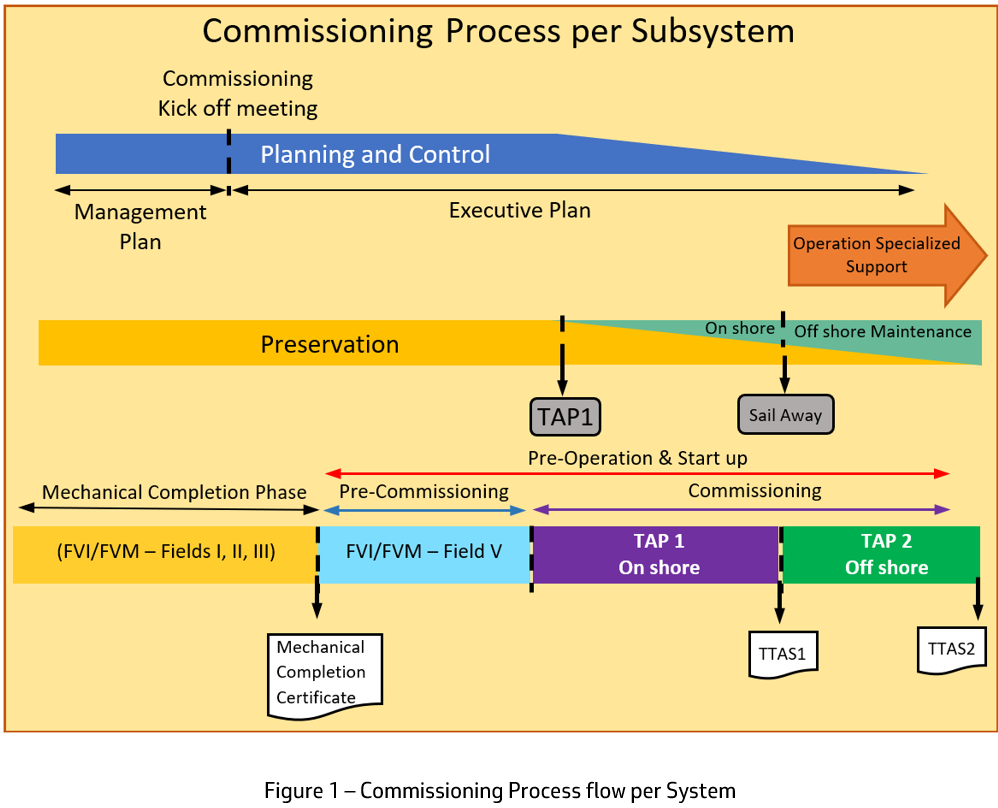 Commissioning Process per Subsystem
Commissioning
Kick off meeting
Planning and Control
Management
Plan
Executive Plan
Operation Specialized
Support
Preservation
On shore
Off shore Maintenance
TAP1
Sail Away
Pre-Operation & Start up
Mechanical Completion Phase
Pre-Commissioning
Commissioning
(FVI/FVM – Fields I, II, III)
FVI/FVM – Field V
TAP 1
On shore
TAP 2
Off shore
Mechanical
Completion
Certificate
TTAS1
TTAS2
Figure 1 – Commissioning Process flow per System